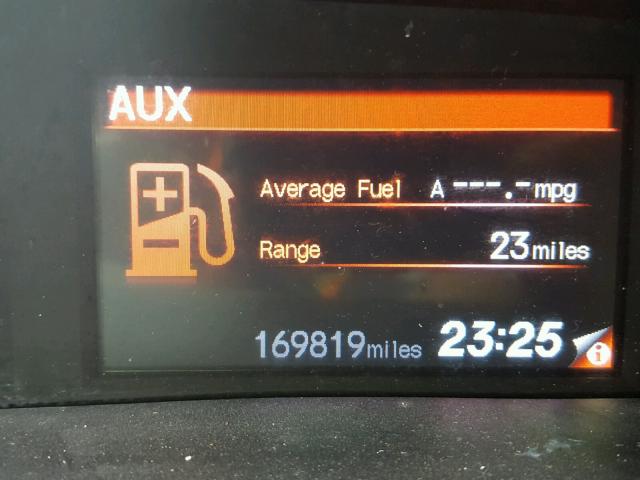 AUX
Average Fuel A ---.- mpg
Range 23 miles
169819 miles 23:25
i